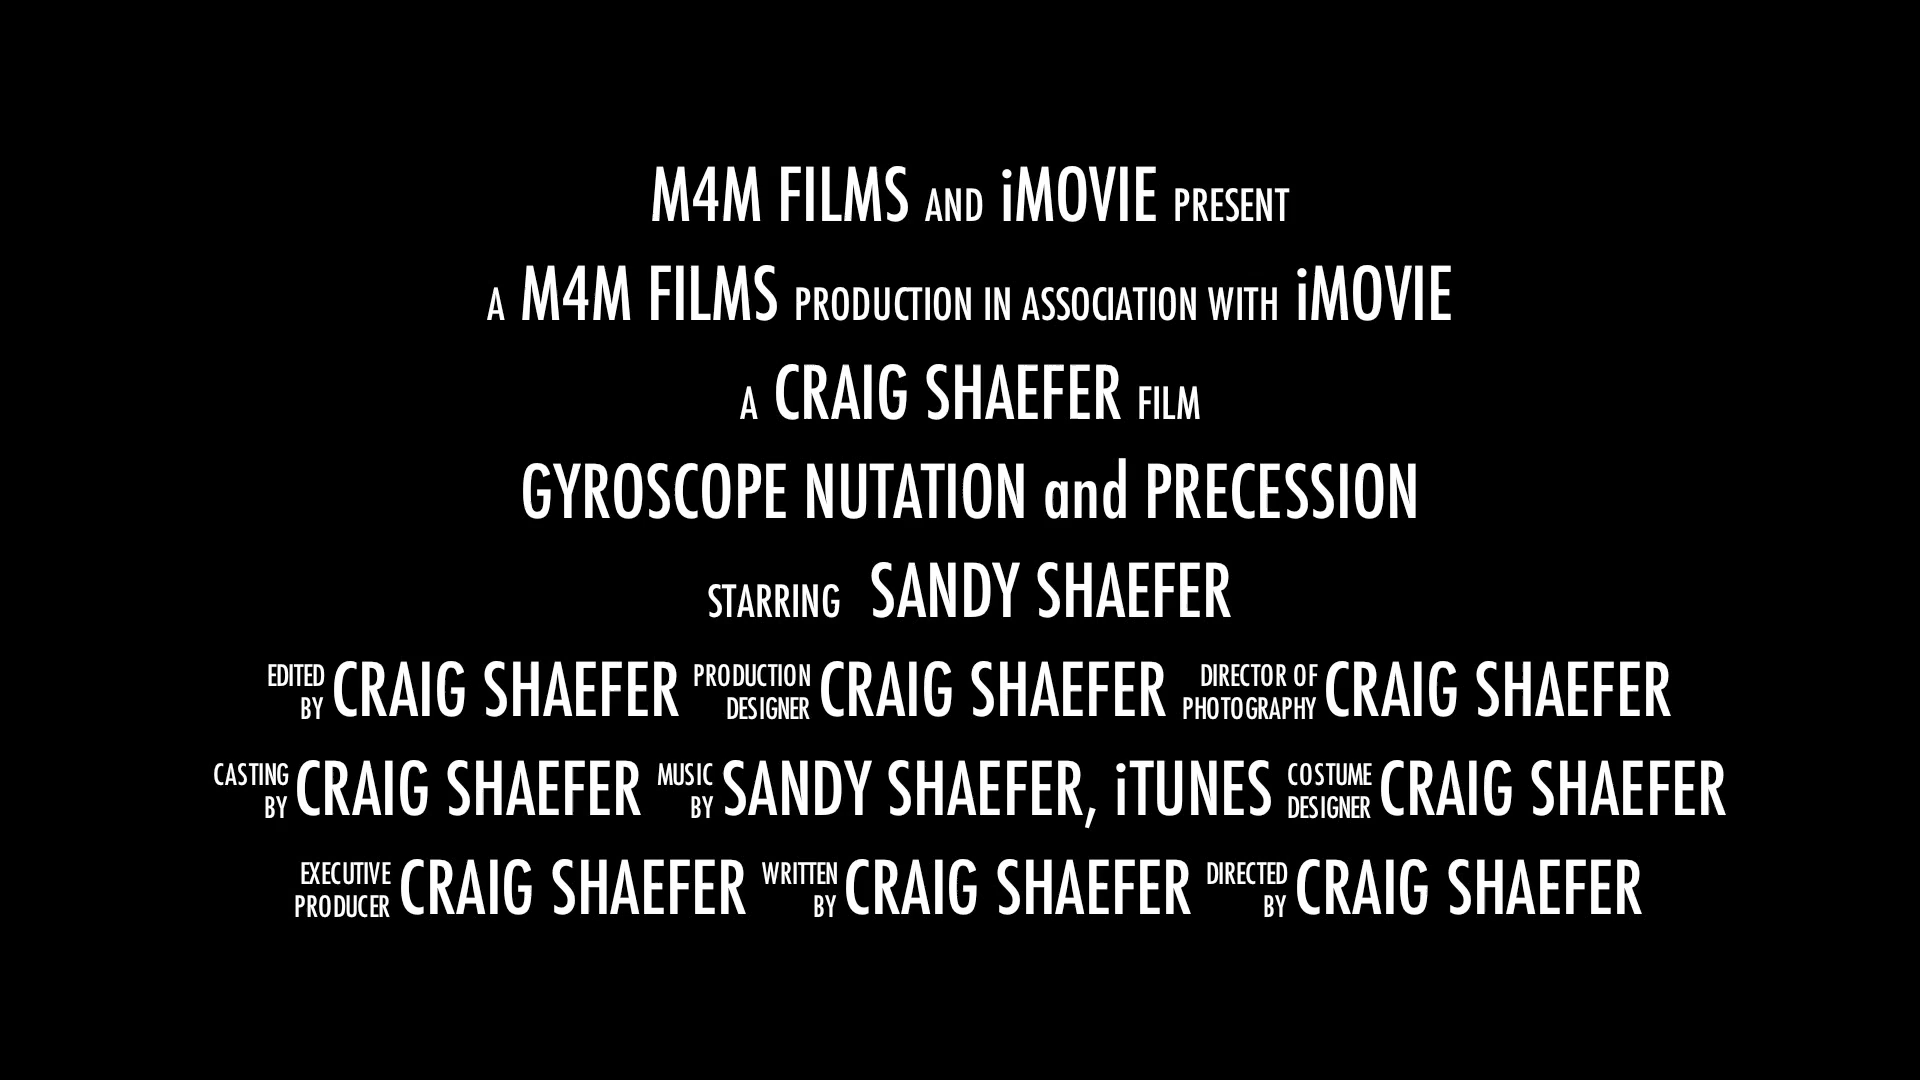 M4M FILMS AND iMOVIE PRESENT
A M4M FILMS PRODUCTION IN ASSOCIATION WITH iMOVIE
A CRAIG SHAEFER FILM
GYROSCOPE NUTATION and PRECESSION
STARRING SANDY SHAEFER
EDITED BY CRAIG SHAEFER PRODUCTION DESIGNER CRAIG SHAEFER DIRECTOR OF PHOTOGRAPHY CRAIG SHAEFER
CASTING BY CRAIG SHAEFER MUSIC BY SANDY SHAEFER, iTUNES COSTUME DESIGNER CRAIG SHAEFER
EXECUTIVE PRODUCER CRAIG SHAEFER WRITTEN BY CRAIG SHAEFER DIRECTED BY CRAIG SHAEFER